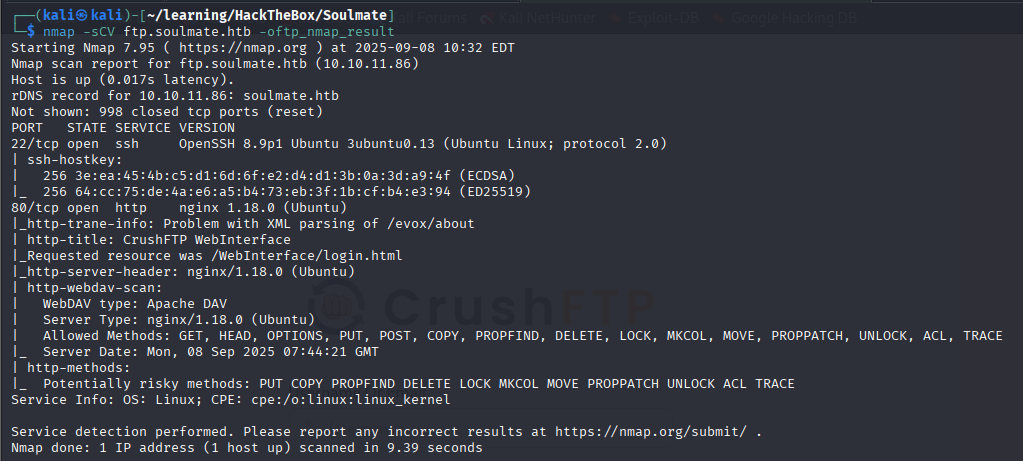 Kali Forums Kali NetHunter Exploit-DB Google Hacking DB
┌──(kali㉿kali)-[~/learning/HackTheBox/Soulmate]
└─$ nmap -sCV ftp.soulmate.htb -oftp_nmap_result
Starting Nmap 7.95 ( https://nmap.org ) at 2025-09-08 10:32 EDT
Nmap scan report for ftp.soulmate.htb (10.10.11.86)
Host is up (0.017s latency).
rDNS record for 10.10.11.86: soulmate.htb
Not shown: 998 closed tcp ports (reset)
PORT   STATE SERVICE VERSION
22/tcp open  ssh     OpenSSH 8.9p1 Ubuntu 3ubuntu0.13 (Ubuntu Linux; protocol 2.0)
| ssh-hostkey:
|   256 3e:ea:45:4b:c5:d1:6d:6f:e2:d4:d1:3b:0a:3d:a9:4f (ECDSA)
|_  256 64:cc:75:de:4a:e6:a5:b4:73:eb:3f:1b:cf:b4:e3:94 (ED25519)
80/tcp open  http    nginx 1.18.0 (Ubuntu)
|_http-trane-info: Problem with XML parsing of /evox/about
| http-title: CrushFTP WebInterface
|_Requested resource was /WebInterface/login.html
|_http-server-header: nginx/1.18.0 (Ubuntu)
| http-webdav-scan:
|   WebDAV type: Apache DAV
|   Server Type: nginx/1.18.0 (Ubuntu)
CrushFTP
|   Allowed Methods: GET, HEAD, OPTIONS, PUT, POST, COPY, PROPFIND, DELETE, LOCK, MKCOL, MOVE, PROPPATCH, UNLOCK, ACL, TRACE
|_  Server Date: Mon, 08 Sep 2025 07:44:21 GMT
| http-methods:
|_  Potentially risky methods: PUT COPY PROPFIND DELETE LOCK MKCOL MOVE PROPPATCH UNLOCK ACL TRACE
Service Info: OS: Linux; CPE: cpe:/o:linux:linux_kernel

Service detection performed. Please report any incorrect results at https://nmap.org/submit/ .
Nmap done: 1 IP address (1 host up) scanned in 9.39 seconds